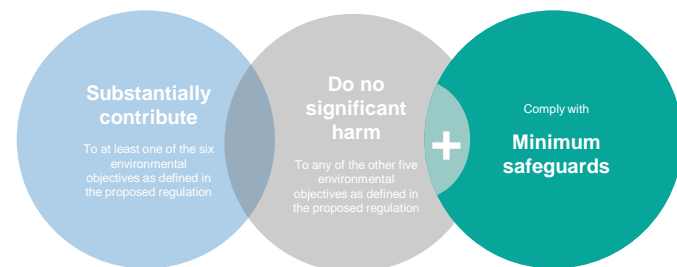 Substantially
contribute
To at least one of the six
environmental
objectives as defined in
the proposed regulation
Do no
significant
harm
To any of the other five
environmental
objectives as defined in
the proposed regulation
+
Comply with
Minimum
safeguards